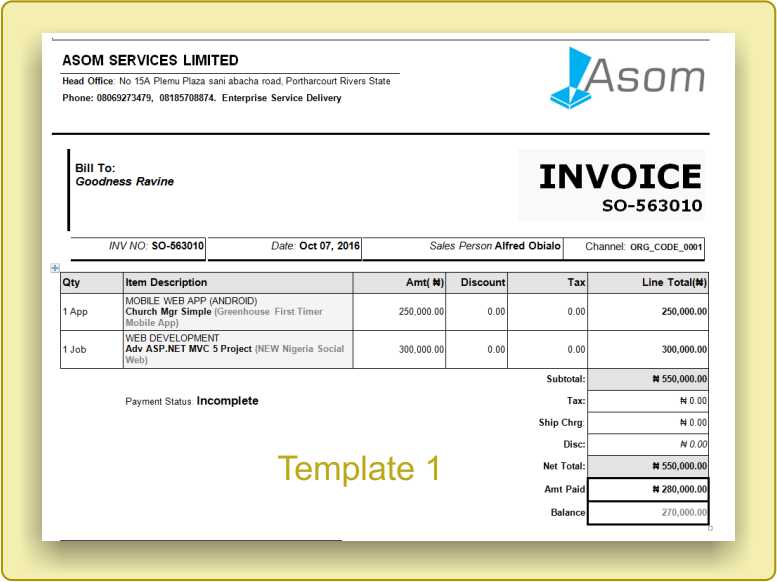 ASOM SERVICES LIMITED
Head Office: No 15A Plemu Plaza sani abacha road, Portharcourt Rivers State
Phone: 08069273479, 08185708874. Enterprise Service Delivery
Asom
Bill To:
Goodness Ravine
INVOICE
SO-563010
INV NO: SO-563010 Date: Oct 07, 2016 Sales Person Alfred Obialo Channel: ORG_CODE_0001
Qty Item Description Amt( ₦) Discount Tax Line Total(₦)
MOBILE WEB APP (ANDROID)
1 App Church Mgr Simple (Greenhouse First Timer 250,000.00 0.00 0.00 250,000.00
Mobile App)
WEB DEVELOPMENT
1 Job Adv ASP.NET MVC 5 Project (NEW Nigeria Social 300,000.00 0.00 0.00 300,000.00
Web)
Subtotal: ₦ 550,000.00
Payment Status: Incomplete Tax: ₦ 0.00
Ship Chrg: ₦ 0.00
Disc: ₦ 0.00
Net Total: ₦ 550,000.00
Template 1
Amt Paid ₦ 280,000.00
Balance 270,000.00